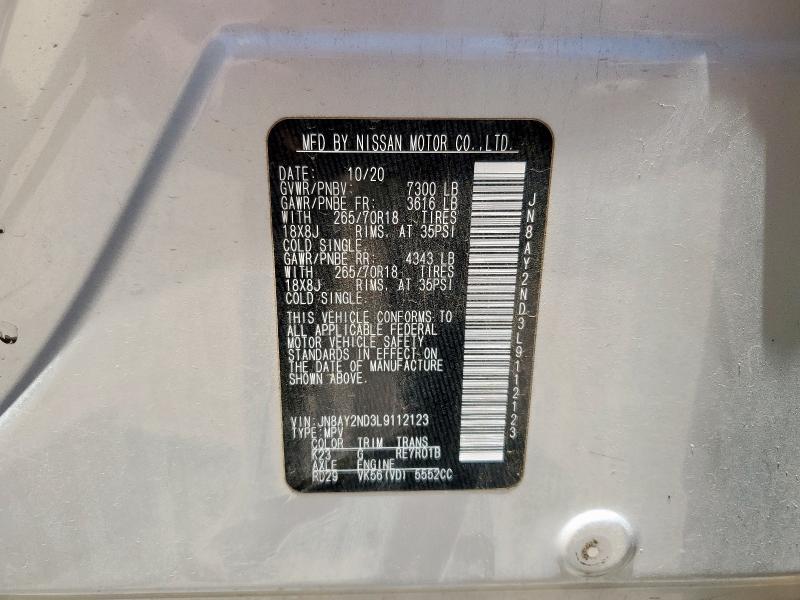 MFD BY NISSAN MOTOR CO.,LTD.
DATE: 10/20
GVWR/PNBV: 7300 LB
GAWR/PNBE FR: 3616 LB
WITH 265/70R18 TIRES
18X8J RIMS, AT 35PSI
COLD SINGLE.
GAWR/PNBE RR: 4343 LB
WITH 265/70R18 TIRES
18X8J RIMS, AT 35PSI
COLD SINGLE.
THIS VEHICLE CONFORMS TO
ALL APPLICABLE FEDERAL
MOTOR VEHICLE SAFETY
STANDARDS IN EFFECT ON
THE DATE OF MANUFACTURE
SHOWN ABOVE.
VIN: JN8AY2ND3L9112123
TYPE: MPV
COLOR TRIM TRANS
K23 G RE7R01B
AXLE ENGINE
RD29 VK56(VD) 5552CC
JN8AY2ND3L9112123